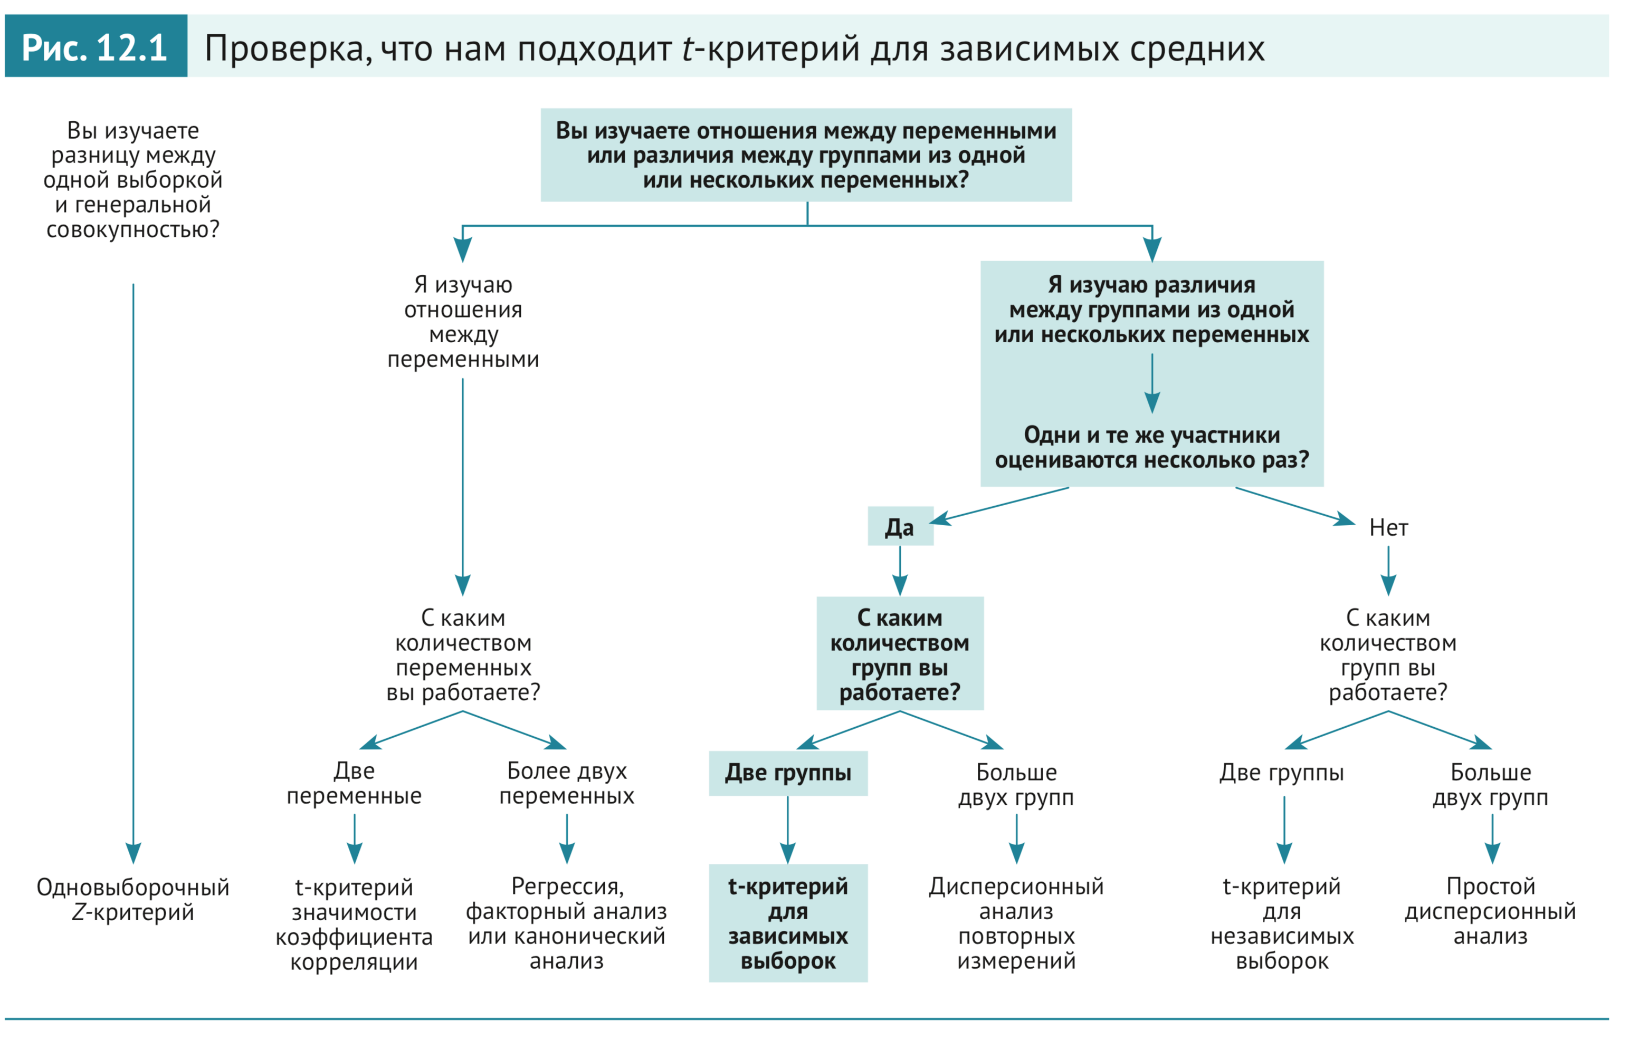 Рис. 12.1
Проверка, что нам подходит t-критерий для зависимых средних
Вы изучаете
разницу между
одной выборкой
и генеральной
совокупностью?
Одновыборочный
Z-критерий
Вы изучаете отношения между переменными
или различия между группами из одной
или нескольких переменных?
Я изучаю
отношения
между
переменными
С каким
количеством
переменных
вы работаете?
Две
переменные
t-критерий
значимости
коэффициента
корреляции
Более двух
переменных
Регрессия,
факторный анализ
или канонический
анализ
Я изучаю различия
между группами из одной
или нескольких переменных
Одни и те же участники
оцениваются несколько раз?
Да
С каким
количеством
групп вы
работаете?
Две группы
t-критерий
для
зависимых
выборок
Больше
двух групп
Дисперсионный
анализ
повторных
измерений
Нет
С каким
количеством
групп вы
работаете?
Две группы
t-критерий
для
независимых
выборок
Больше
двух групп
Простой
дисперсионный
анализ